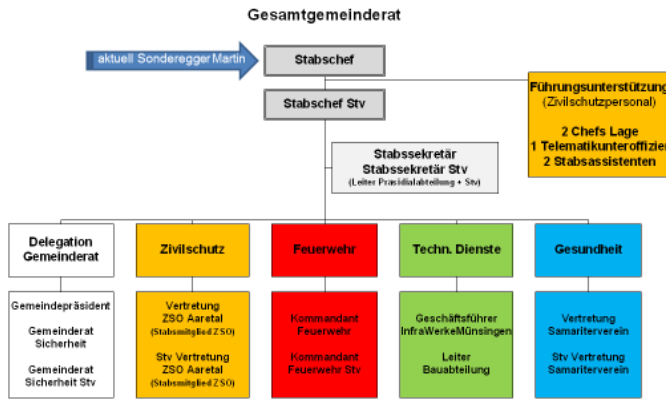 Gesamtgemeinderat
aktuell Sonderegger Martin
Stabschef
Stabschef Stv
Führungsunterstützung
(Zivilschutzpersonal)
2 Chefs Lage
1 Telematikunteroffizier
2 Stabsassistenten
Stabssekretär
Stabssekretär Stv
(Leiter Präsidialabteilung + Stv)
Delegation
Gemeinderat
Zivilschutz
Feuerwehr
Techn. Dienste
Gesundheit
Gemeindepräsident
Gemeinderat
Sicherheit
Gemeinderat
Sicherheit Stv
Vertretung
ZSO Aaretal
(Stabsmitglied ZSO)
Stv Vertretung
ZSO Aaretal
(Stabsmitglied ZSO)
Kommandant
Feuerwehr
Kommandant
Feuerwehr Stv
Geschäftsführer
InfraWerkeMünsingen
Leiter
Bauabteilung
Vertretung
Samariterverein
Stv Vertretung
Samariterverein